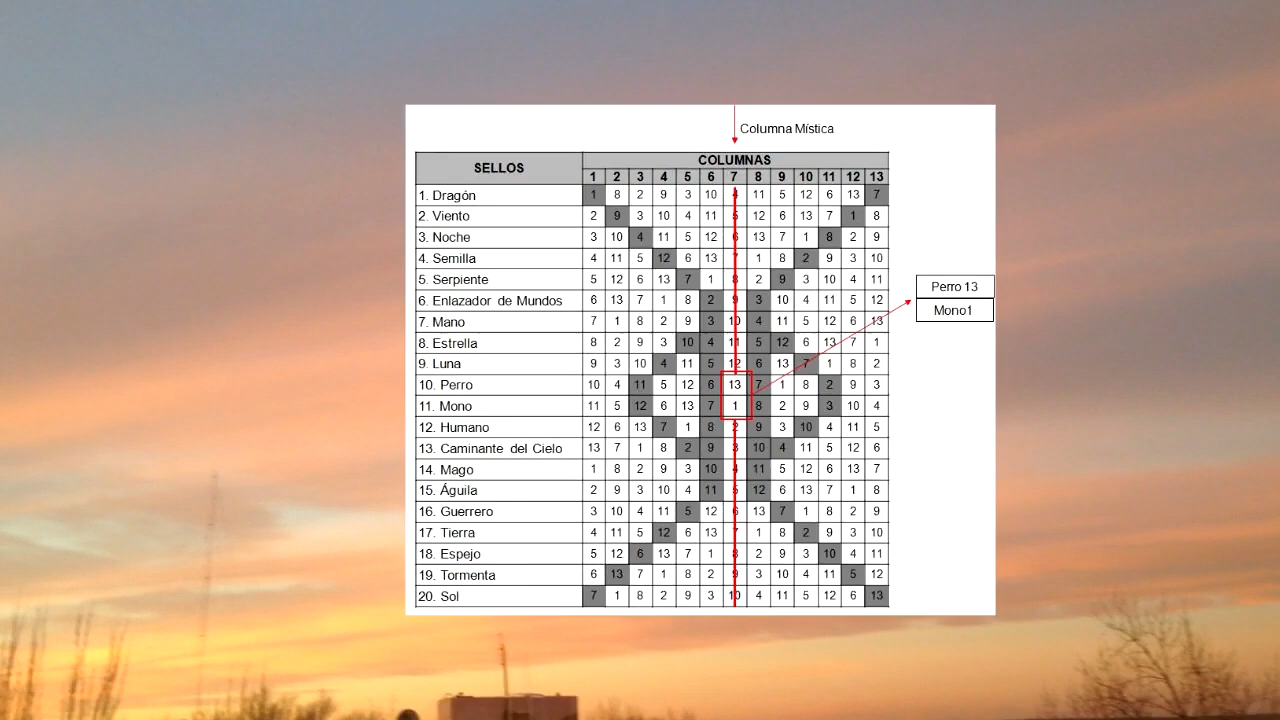 Columna Mística
SELLOS COLUMNAS
1 2 3 4 5 6 7 8 9 10 11 12 13
1. Dragón 1 8 2 9 3 10 4 11 5 12 6 13 7
2. Viento 2 9 3 10 4 11 5 12 6 13 7 1 8
3. Noche 3 10 4 11 5 12 6 13 7 1 8 2 9
4. Semilla 4 11 5 12 6 13 7 1 8 2 9 3 10
5. Serpiente 5 12 6 13 7 1 8 2 9 3 10 4 11
6. Enlazador de Mundos 6 13 7 1 8 2 9 3 10 4 11 5 12
7. Mano 7 1 8 2 9 3 10 4 11 5 12 6 13
8. Estrella 8 2 9 3 10 4 11 5 12 6 13 7 1
9. Luna 9 3 10 4 11 5 12 6 13 7 1 8 2
10. Perro 10 4 11 5 12 6 13 7 1 8 2 9 3
11. Mono 11 5 12 6 13 7 1 8 2 9 3 10 4
12. Humano 12 6 13 7 1 8 2 9 3 10 4 11 5
13. Caminante del Cielo 13 7 1 8 2 9 3 10 4 11 5 12 6
14. Mago 1 8 2 9 3 10 4 11 5 12 6 13 7
15. Águila 2 9 3 10 4 11 5 12 6 13 7 1 8
16. Guerrero 3 10 4 11 5 12 6 13 7 1 8 2 9
17. Tierra 4 11 5 12 6 13 7 1 8 2 9 3 10
18. Espejo 5 12 6 13 7 1 8 2 9 3 10 4 11
19. Tormenta 6 13 7 1 8 2 9 3 10 4 11 5 12
20. Sol 7 1 8 2 9 3 10 4 11 5 12 6 13
Perro 13
Mono1